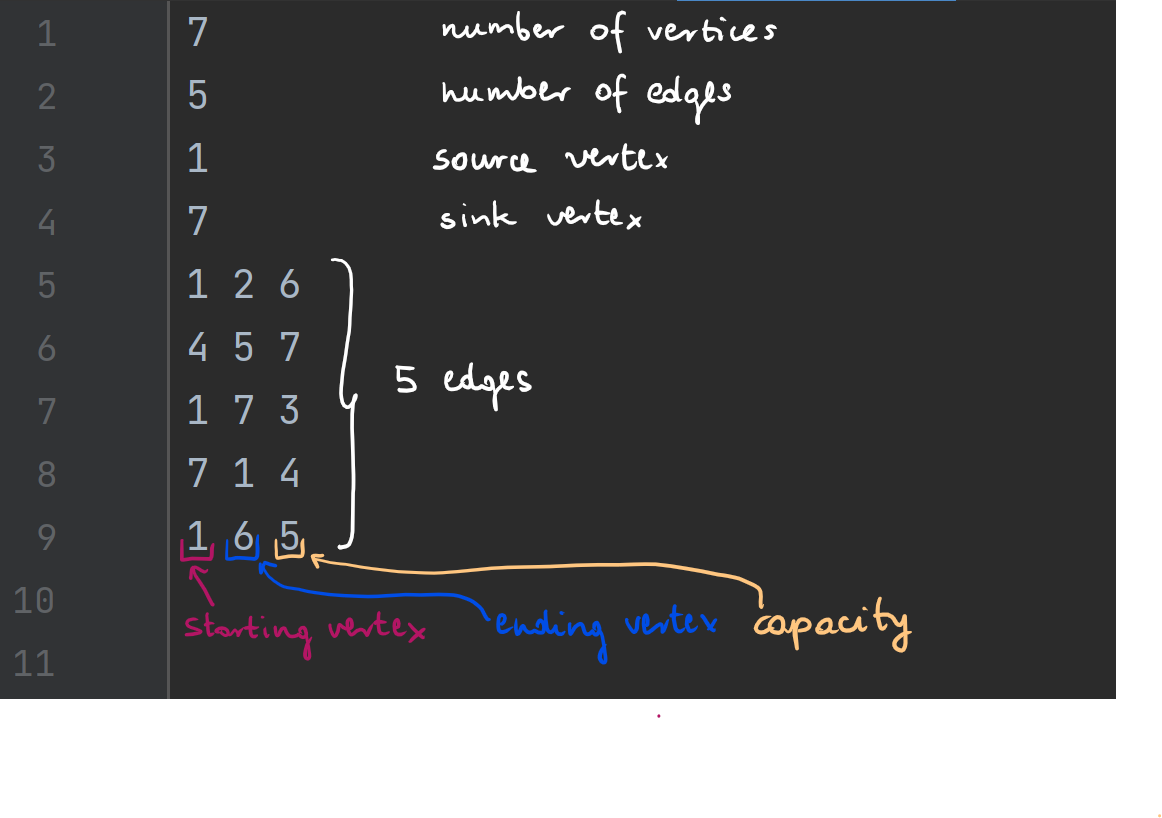 1 7 number of vertices
2 5 number of edges
3 1 source vertex
4 7 sink vertex
5 1 2 6
6 4 5 7
5 edges
7 1 7 3
8 7 1 4
9 1 6 5
10
starting vertex ending vertex capacity
11